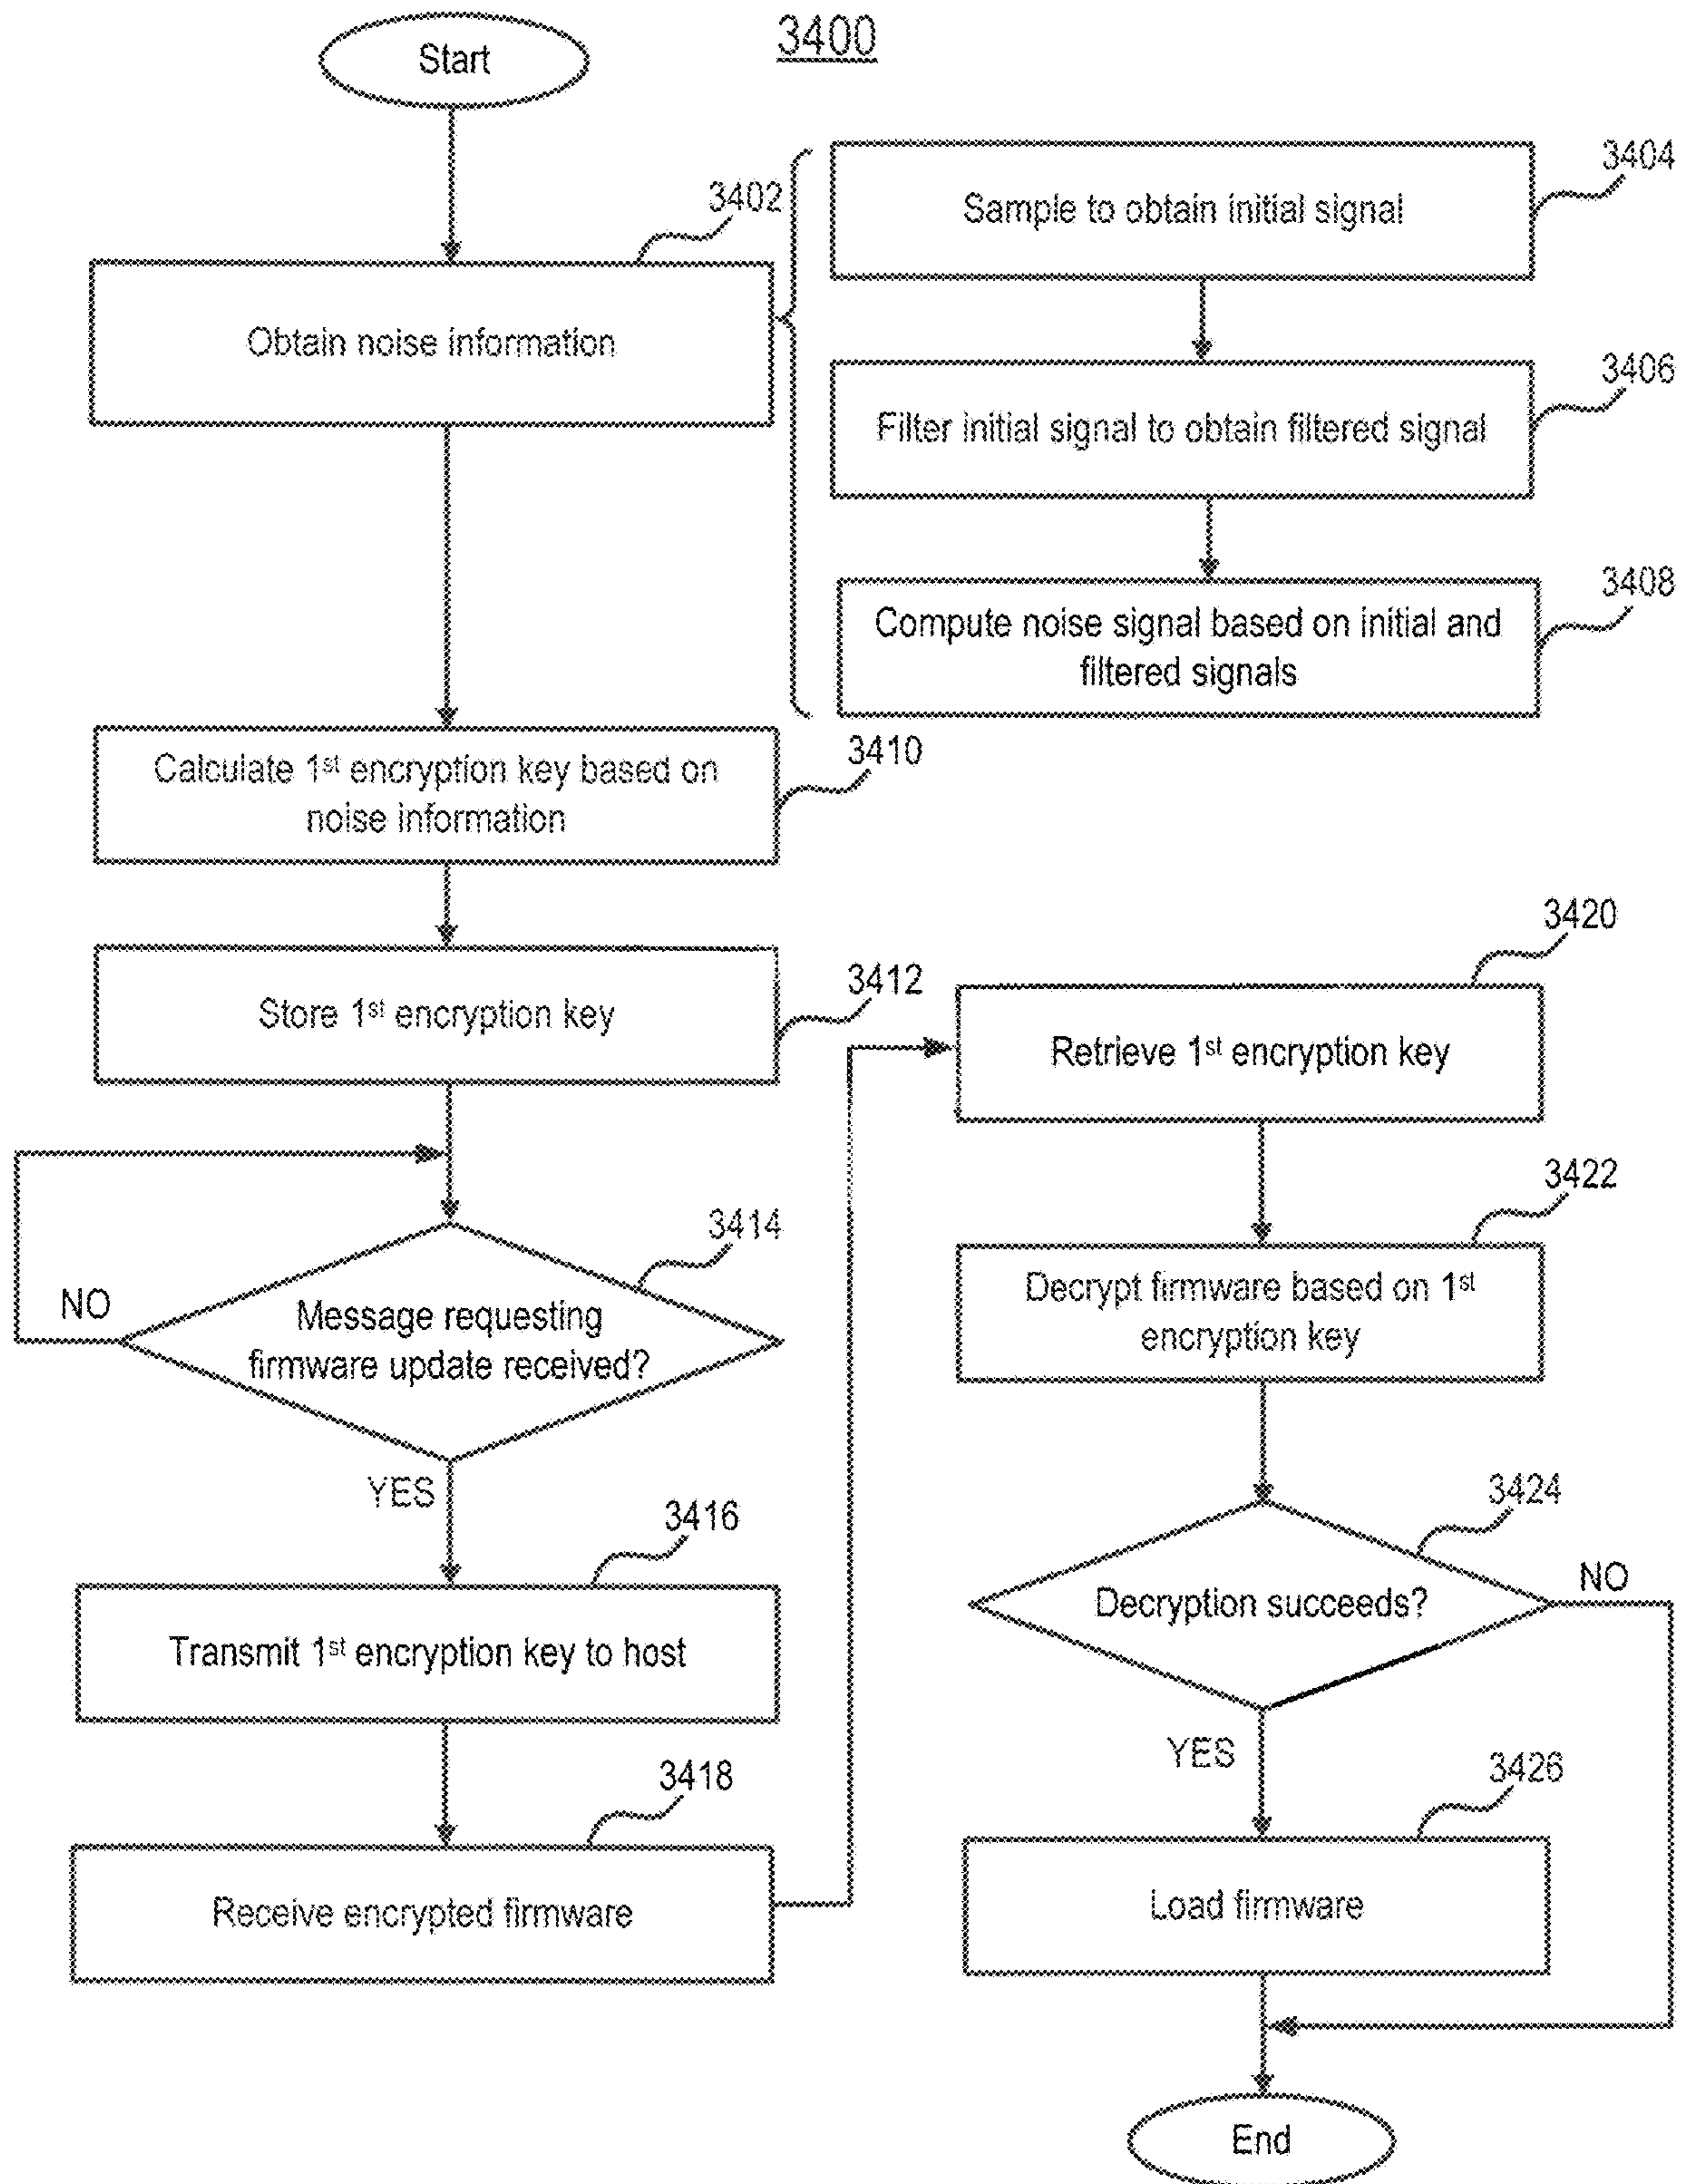 3400
Start
3402
Obtain noise information
3404
Sample to obtain initial signal
3406
Filter initial signal to obtain filtered signal
3408
Compute noise signal based on initial and
filtered signals
3410
Calculate 1st encryption key based on
noise information
3412
Store 1st encryption key
3414
Message requesting
firmware update received?
NO
YES
3416
Transmit 1st encryption key to host
3418
Receive encrypted firmware
3420
Retrieve 1st encryption key
3422
Decrypt firmware based on 1st
encryption key
3424
Decryption succeeds?
NO
YES
3426
Load firmware
End